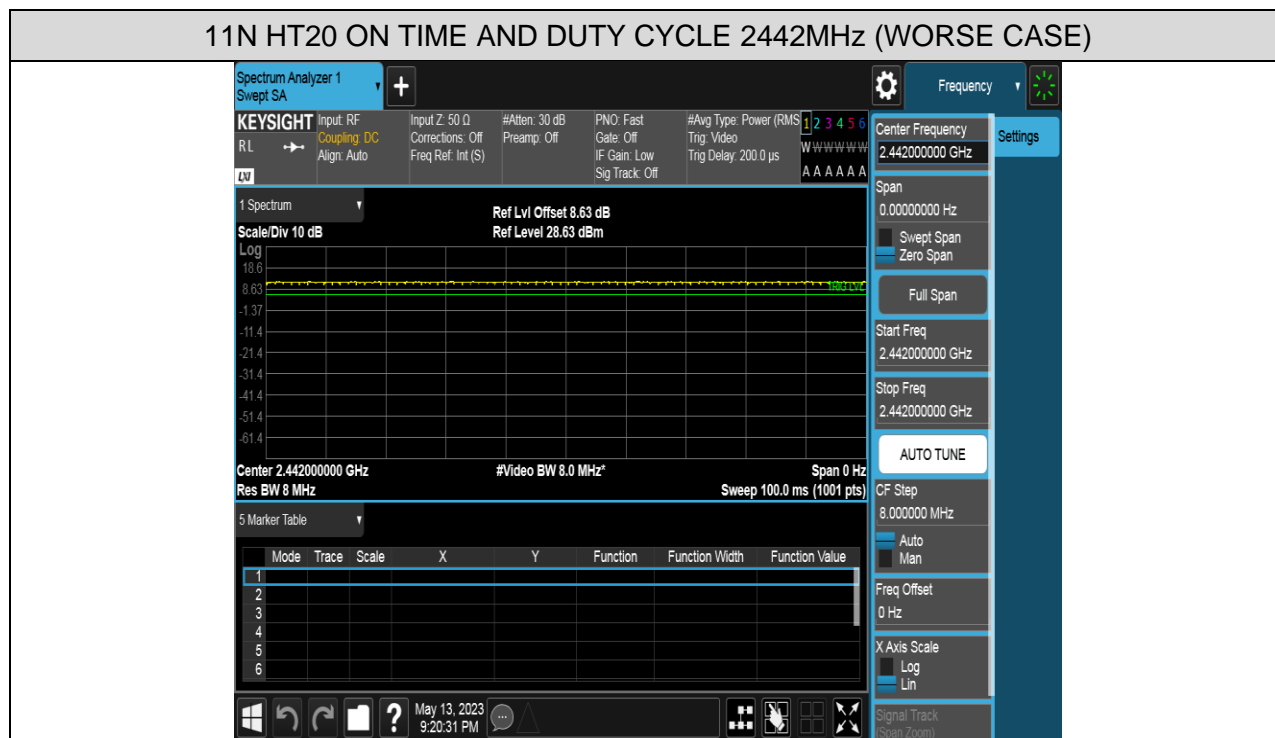 11N HT20 ON TIME AND DUTY CYCLE 2442MHz (WORSE CASE)
Spectrum Analyzer 1
Swept SA
+
Frequency
KEYSIGHT
RL
LXI
Input: RF
Coupling: DC
Align: Auto
Input Z: 50 Ω
Corrections: Off
Freq Ref: Int (S)
#Atten: 30 dB
Preamp: Off
PNO: Fast
Gate: Off
IF Gain: Low
Sig Track: Off
#Avg Type: Power (RMS
Trig: Video
Trig Delay: 200.0 µs
1 2 3 4 5 6
W W W W W W
A A A A A A
1 Spectrum
Ref Lvl Offset 8.63 dB
Scale/Div 10 dB
Ref Level 28.63 dBm
Log
18.6
8.63
TRIG LVL
-1.37
-11.4
-21.4
-31.4
-41.4
-51.4
-61.4
Center 2.442000000 GHz
#Video BW 8.0 MHz*
Span 0 Hz
Res BW 8 MHz
Sweep 100.0 ms (1001 pts)
5 Marker Table
Mode Trace Scale X Y Function Function Width Function Value
1
2
3
4
5
6
?
May 13, 2023
9:20:31 PM
Center Frequency
2.442000000 GHz
Settings
Span
0.00000000 Hz
Swept Span
Zero Span
Full Span
Start Freq
2.442000000 GHz
Stop Freq
2.442000000 GHz
AUTO TUNE
CF Step
8.000000 MHz
Auto
Man
Freq Offset
0 Hz
X Axis Scale
Log
Lin
Signal Track
(Span Zoom)